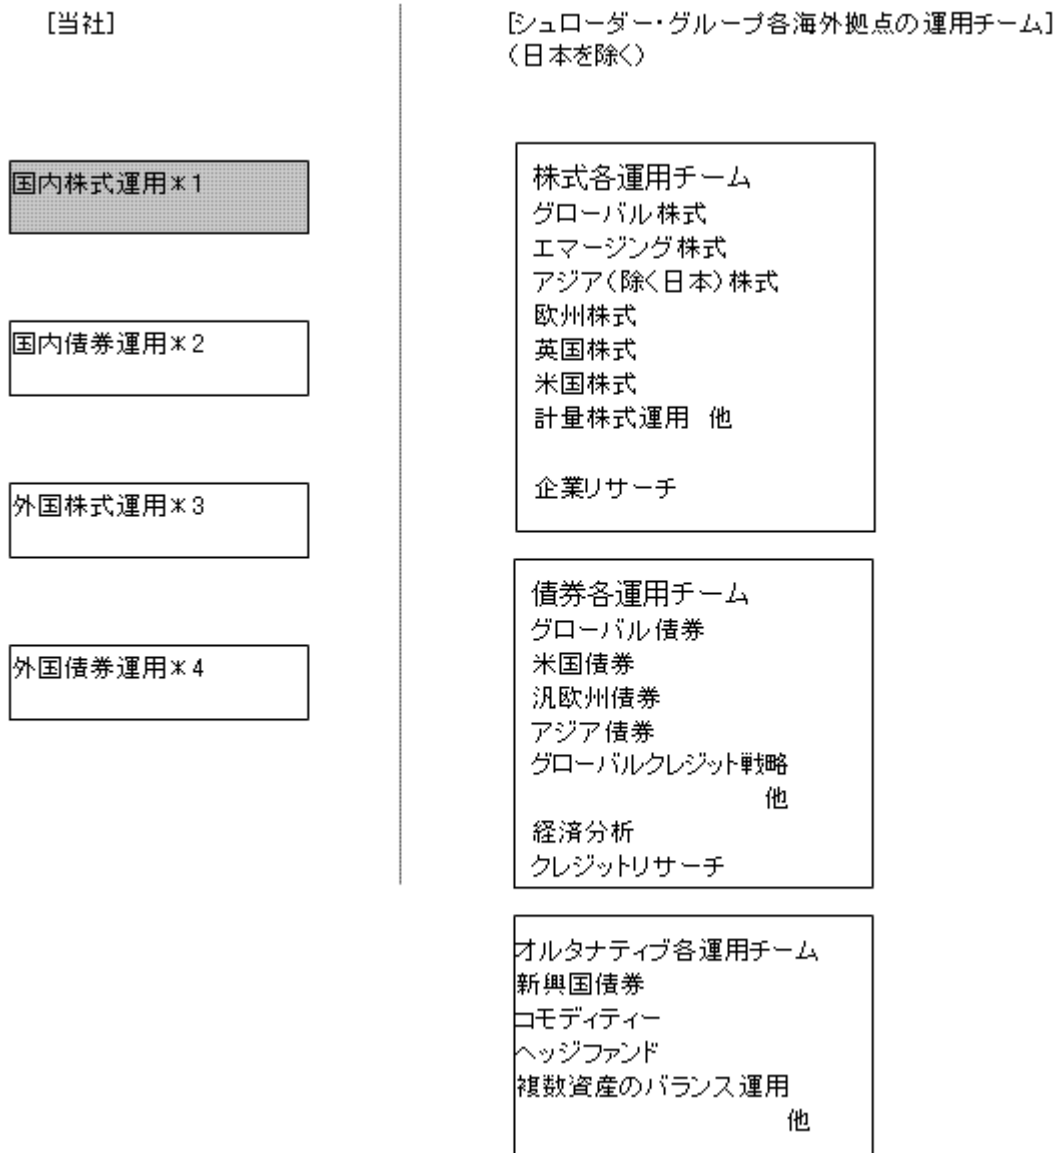 [当社]
国内株式運用＊1
国内債券運用＊2
外国株式運用＊3
外国債券運用＊4
[シュローダー・グループ各海外拠点の運用チーム]
（日本を除く）
株式各運用チーム
グローバル株式
エマージング株式
アジア（除く日本）株式
欧州株式
英国株式
米国株式
計量株式運用　他
企業リサーチ
債券各運用チーム
グローバル債券
米国債券
汎欧州債券
アジア債券
グローバルクレジット戦略
他
経済分析
クレジットリサーチ
オルタナティブ各運用チーム
新興国債券
コモディティー
ヘッジファンド
複数資産のバランス運用
他